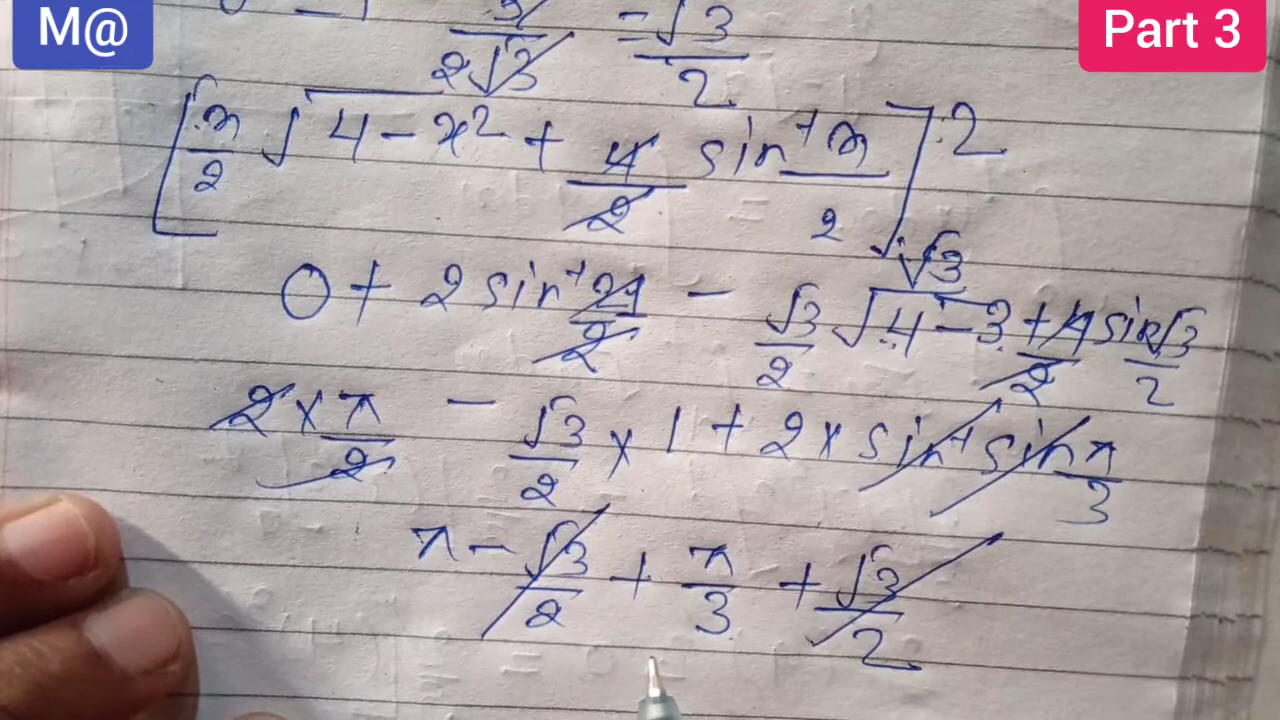 M@
Part 3
3/2√3 = √3/2
[x/2 √4-x² + 4/2 sin⁻¹ x/2]²√3
0 + 2 sin⁻¹ 2/2 - √3/2 √4-3 + 4/2 sin √3/2
2 × π/2 - √3/2 × 1 + 2 × sin⁻¹ sin π/3
π - √3/2 + π/3 + √3/2